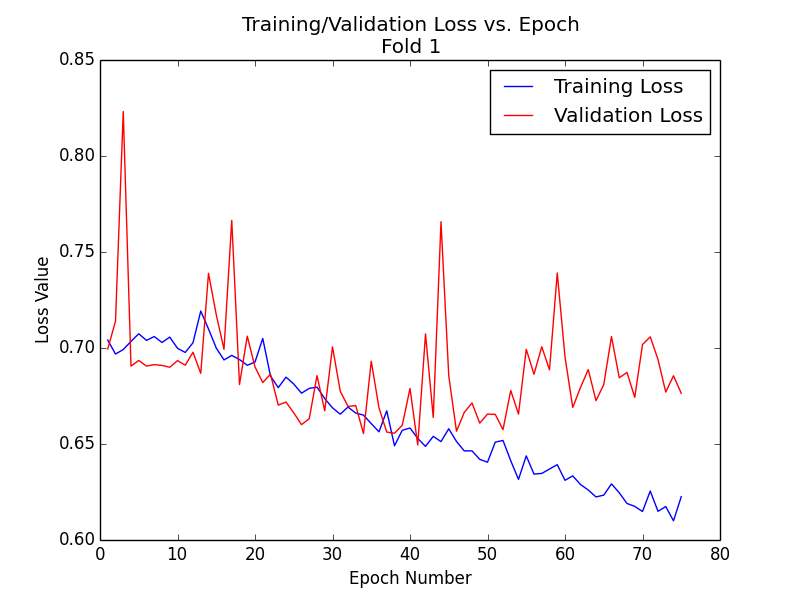 Training/Validation Loss vs. Epoch
Fold 1
Training Loss
Validation Loss
0.85
0.80
0.75
0.70
0.65
0.60
Loss Value
0 10 20 30 40 50 60 70 80
Epoch Number